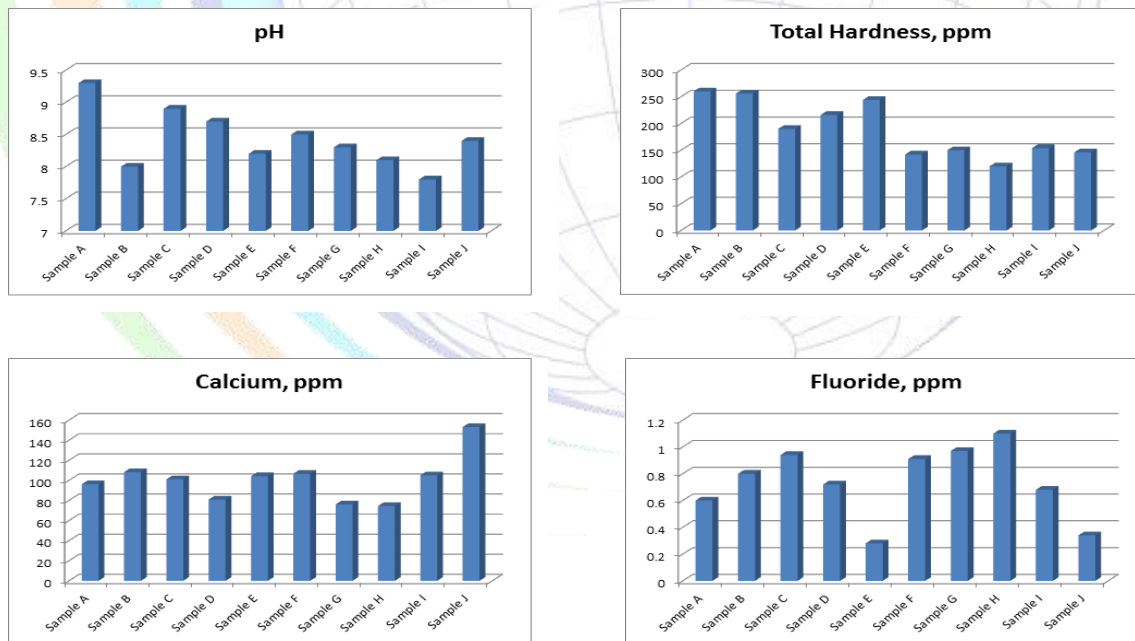 pH
9.5
9
8.5
8
7.5
7
Sample A
Sample B
Sample C
Sample D
Sample E
Sample F
Sample G
Sample H
Sample I
Sample J
Total Hardness, ppm
300
250
200
150
100
50
0
Sample A
Sample B
Sample C
Sample D
Sample E
Sample F
Sample G
Sample H
Sample I
Sample J
Calcium, ppm
160
140
120
100
80
60
40
20
0
Sample A
Sample B
Sample C
Sample D
Sample E
Sample F
Sample G
Sample H
Sample I
Sample J
Fluoride, ppm
1.2
1
0.8
0.6
0.4
0.2
0
Sample A
Sample B
Sample C
Sample D
Sample E
Sample F
Sample G
Sample H
Sample I
Sample J